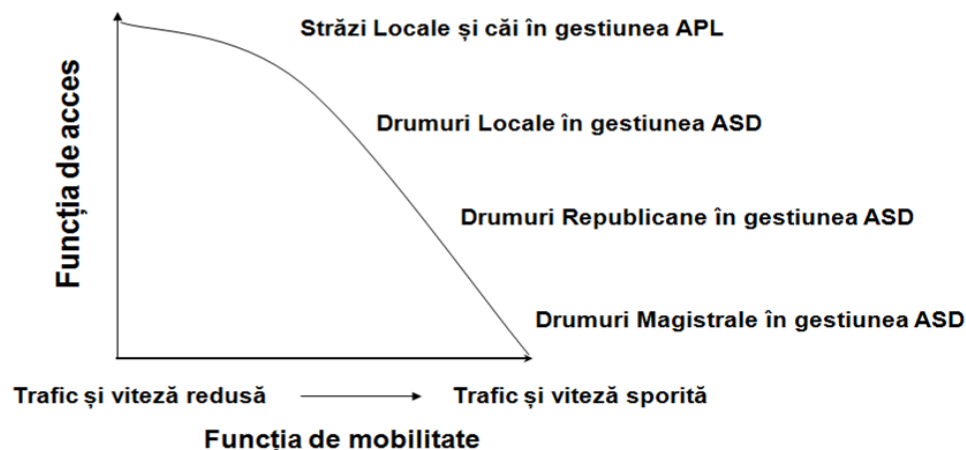 Străzi Locale și căi în gestiunea APL
Funcția de acces
Drumuri Locale în gestiunea ASD
Drumuri Republicane în gestiunea ASD
Drumuri Magistrale în gestiunea ASD
Trafic și viteză redusă
Trafic și viteză sporită
Funcția de mobilitate